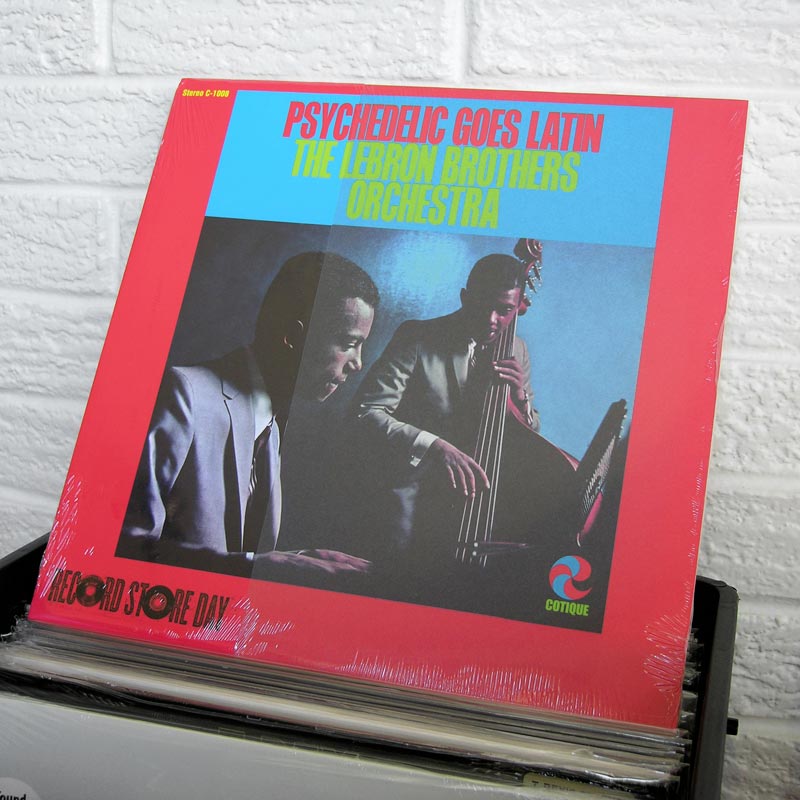 Stereo C-1008
PSYCHEDELIC GOES LATIN
THE LEBRON BROTHERS
ORCHESTRA
COTIQUE
RECORD STORE DAY